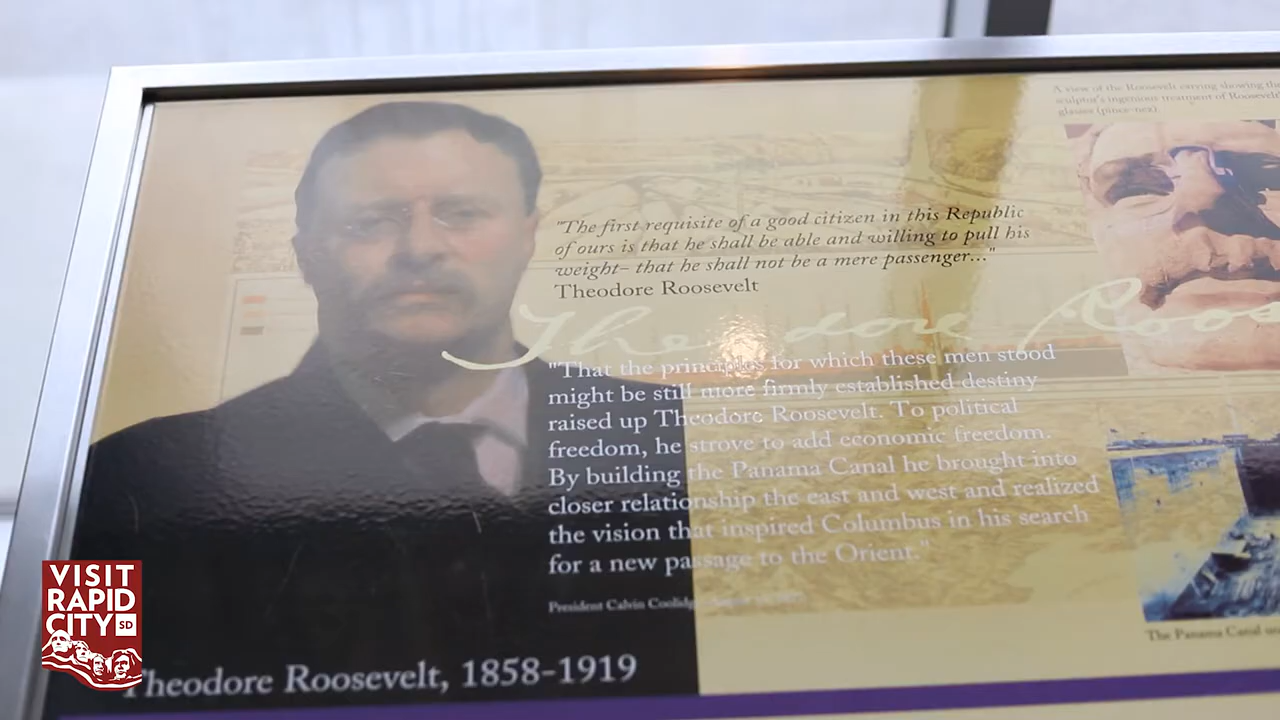 A view of the Roosevelt carving showing the
sculptor's ingenious treatment of Roosevelt's
glasses (pince-nez).
"The first requisite of a good citizen in this Republic
of ours is that he shall be able and willing to pull his
weight– that he shall not be a mere passenger..."
Theodore Roosevelt
Theodore Roos
"That the principles for which these men stood
might be still more firmly established destiny
raised up Theodore Roosevelt. To political
freedom, he strove to add economic freedom.
By building the Panama Canal he brought into
closer relationship the east and west and realized
the vision that inspired Columbus in his search
for a new passage to the Orient."
President Calvin Coolidge
The Panama Canal
Theodore Roosevelt, 1858-1919
VISIT
RAPID
CITY SD